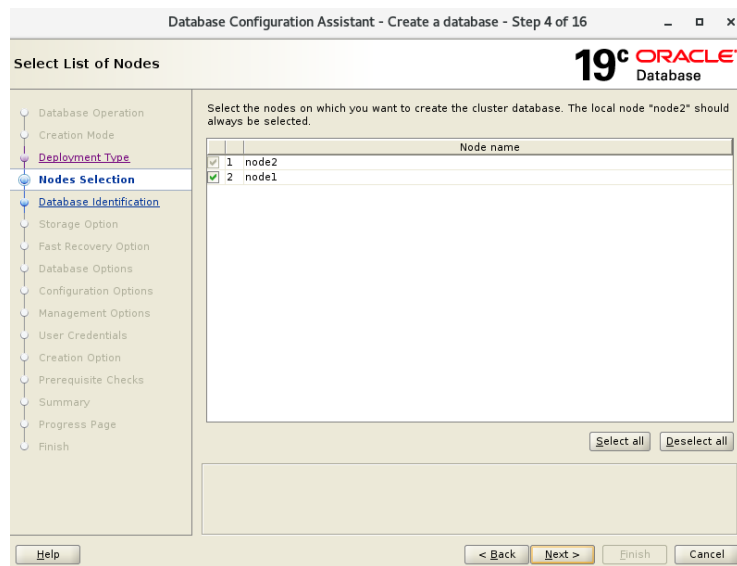 Database Configuration Assistant - Create a database - Step 4 of 16
Select List of Nodes
19c ORACLE
Database
Database Operation
Creation Mode
Deployment Type
Nodes Selection
Database Identification
Storage Option
Fast Recovery Option
Database Options
Configuration Options
Management Options
User Credentials
Creation Option
Prerequisite Checks
Summary
Progress Page
Finish
Select the nodes on which you want to create the cluster database. The local node "node2" should
always be selected.
Node name
1 node2
2 node1
Select all Deselect all
Help < Back Next > Finish Cancel